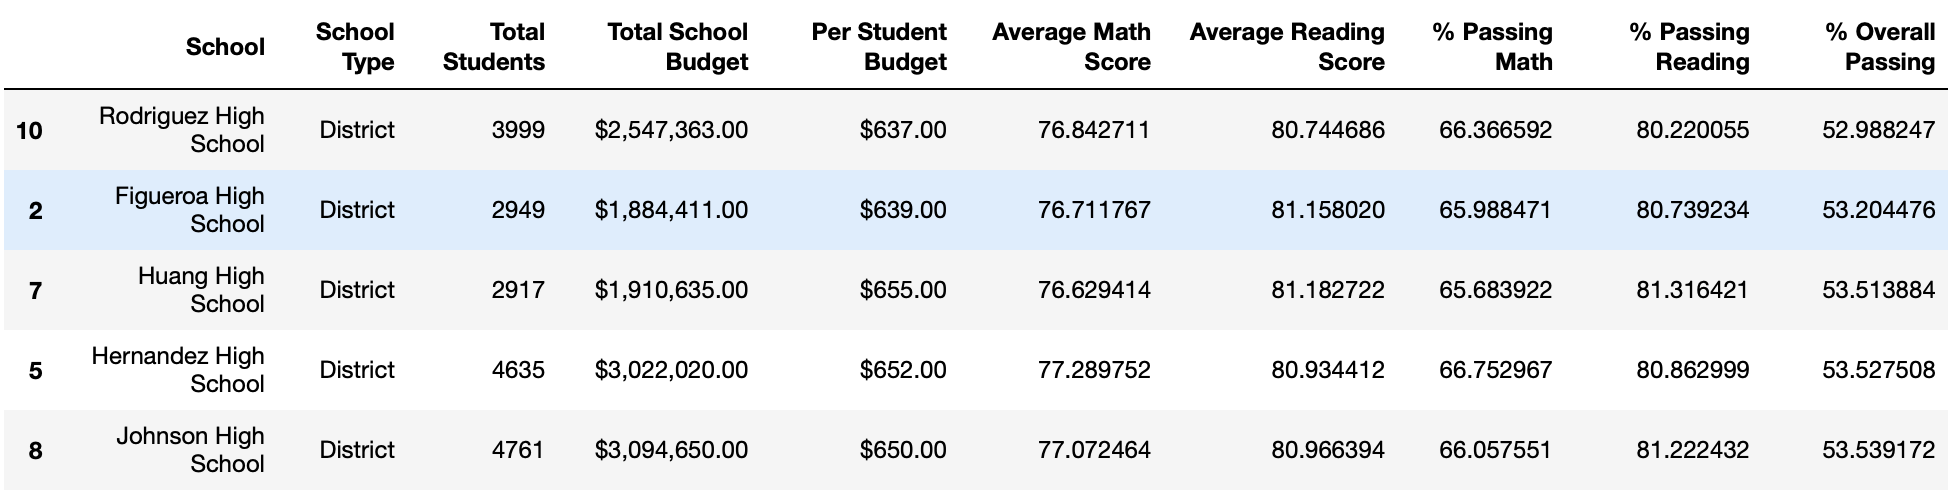 School School Type Total Students Total School Budget Per Student Budget Average Math Score Average Reading Score % Passing Math % Passing Reading % Overall Passing
10 Rodriguez High School District 3999 $2,547,363.00 $637.00 76.842711 80.744686 66.366592 80.220055 52.988247
2 Figueroa High School District 2949 $1,884,411.00 $639.00 76.711767 81.158020 65.988471 80.739234 53.204476
7 Huang High School District 2917 $1,910,635.00 $655.00 76.629414 81.182722 65.683922 81.316421 53.513884
5 Hernandez High School District 4635 $3,022,020.00 $652.00 77.289752 80.934412 66.752967 80.862999 53.527508
8 Johnson High School District 4761 $3,094,650.00 $650.00 77.072464 80.966394 66.057551 81.222432 53.539172